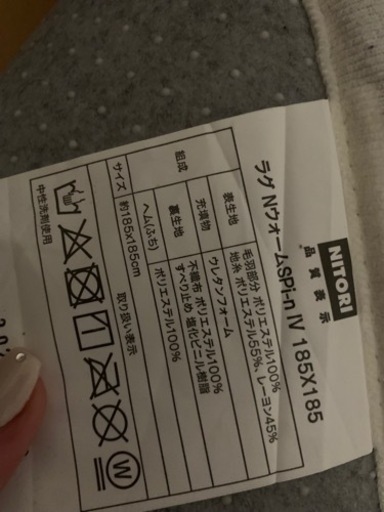 NITORI
品質表示
ラグ NウォームSPi-n IV 185X185
組成
表生地
毛羽部分 ポリエステル100%
地糸 ポリエステル55%、レーヨン45%
充填物
ウレタンフォーム
裏生地
不織布 ポリエステル100%
すべり止め 塩化ビニル樹脂
ヘム(ふち)
ポリエステル100%
サイズ
約185x185cm
取り扱い表示
W
中性洗剤使用